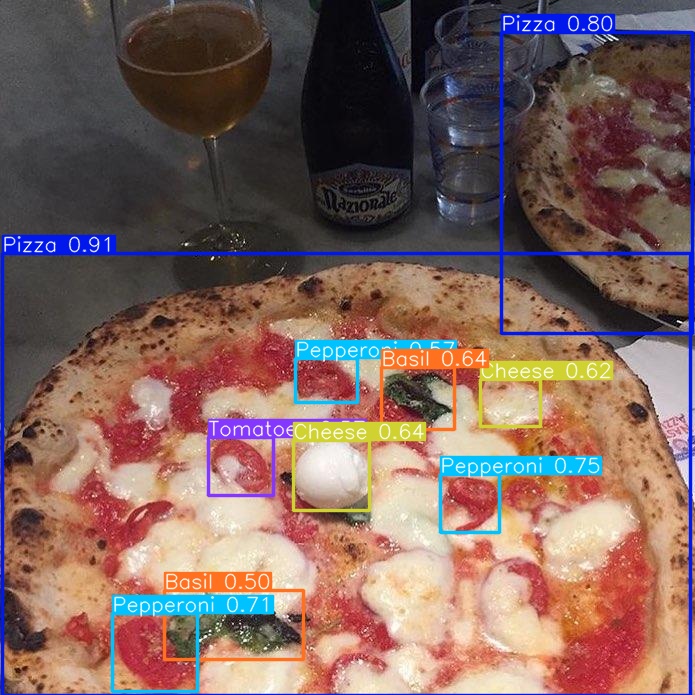 Pizza 0.80
Nazionale
Pizza 0.91
Pepperoni 0.57
Basil 0.64
Cheese 0.62
Tomatoe
Cheese 0.64
Pepperoni 0.75
Basil 0.50
Pepperoni 0.71